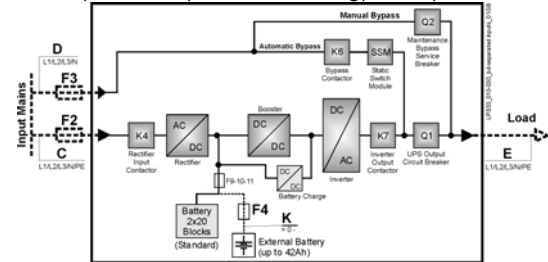 Manual Bypass
Q2
Maintenance
Bypass
Service
Breaker
D
L1/L2/L3/N
Automatic Bypass
K6
SSM
Bypass
Contactor
Static
Switch
Module
F3
Input Mains
F2
C
L1/L2/L3/N/PE
K4
Rectifier
Input
Contactor
AC
DC
Rectifier
Booster
DC
DC
DC
AC
Inverter
K7
Inverter
Output
Contactor
Q1
UPS Output
Circuit Breaker
Load
E
L1/L2/L3/N/PE
DC
DC
Battery Charge
F9-10-11
Battery
2x20
Blocks
(Standard)
F4
K
+ 0 -
External Battery
(up to 42Ah)